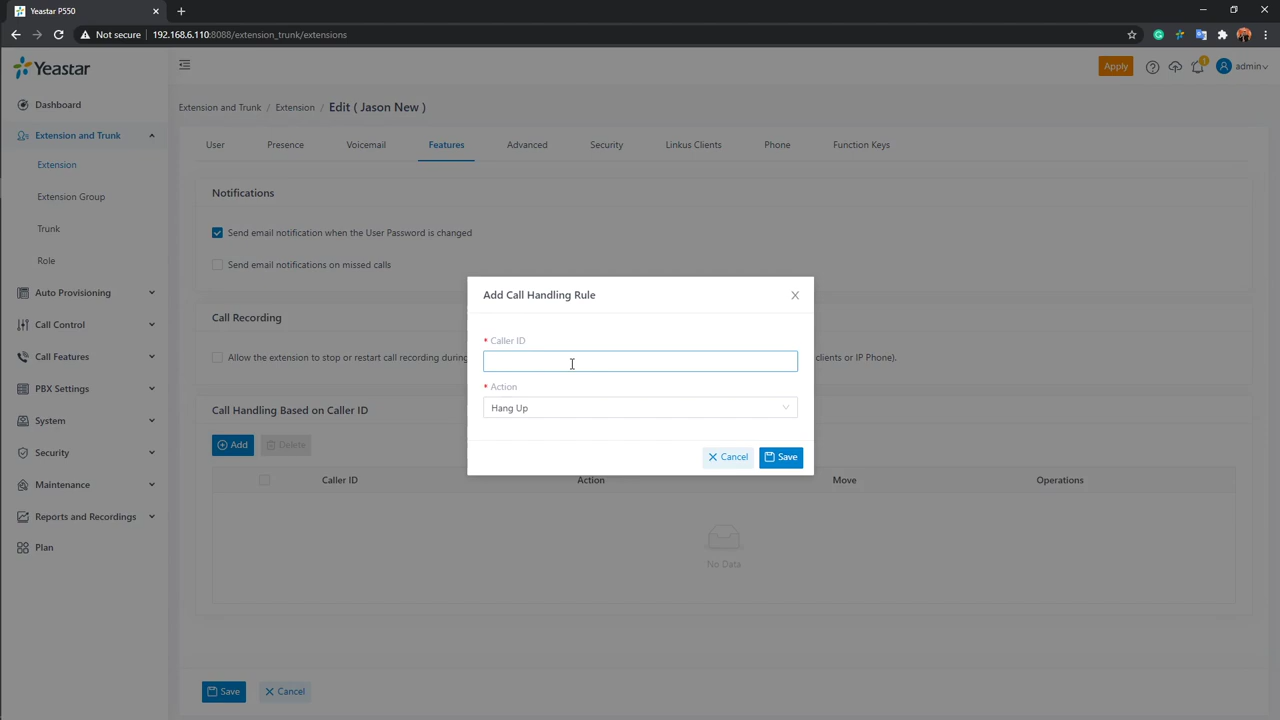 Yeastar P550
Not secure 192.168.6.110:8088/extension_trunk/extensions
Yeastar
Apply
1
admin
Dashboard
Extension and Trunk
Extension
Extension Group
Trunk
Role
Auto Provisioning
Call Control
Call Features
PBX Settings
System
Security
Maintenance
Reports and Recordings
Plan
Extension and Trunk / Extension / Edit ( Jason New )
User Presence Voicemail Features Advanced Security Linkus Clients Phone Function Keys
Notifications
Send email notification when the User Password is changed
Send email notifications on missed calls
Call Recording
Allow the extension to stop or restart call recording during clients or IP Phone).
Call Handling Based on Caller ID
Add Delete
Caller ID Action Move Operations
No Data
Save Cancel
Add Call Handling Rule
* Caller ID
* Action
Hang Up
Cancel Save